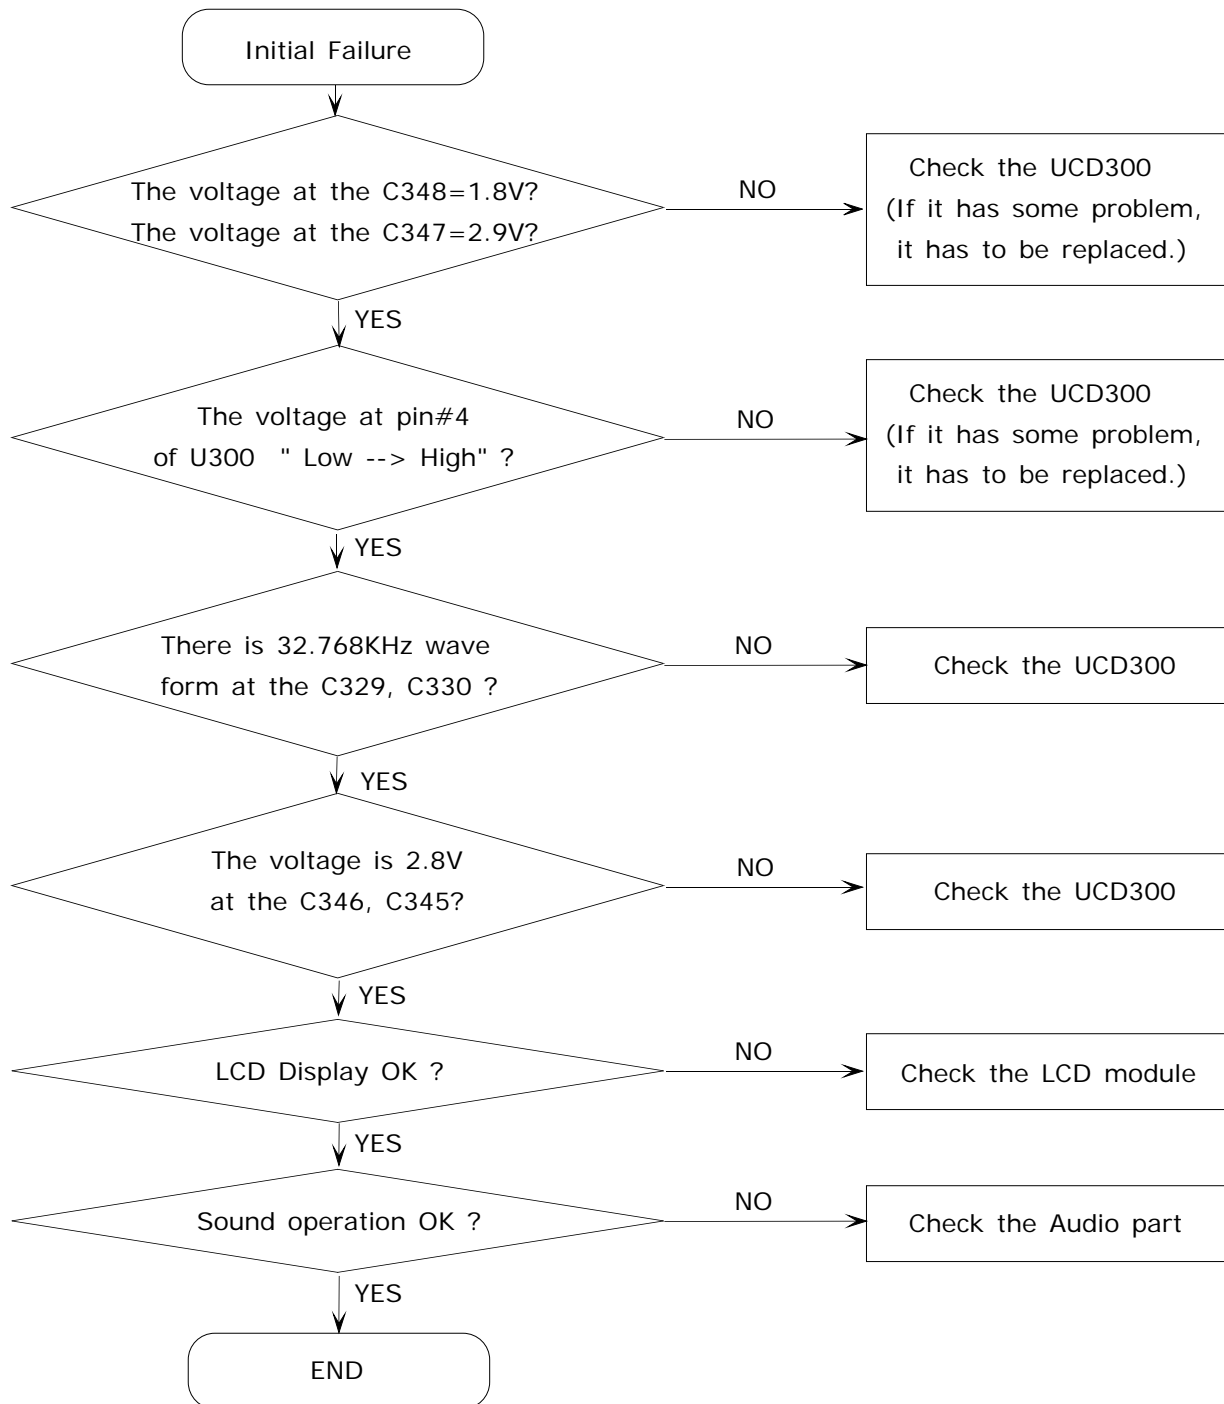 Initial Failure
The voltage at the C348=1.8V?
The voltage at the C347=2.9V?
NO
Check the UCD300
(If it has some problem,
it has to be replaced.)
YES
The voltage at pin#4
of U300 " Low --> High" ?
NO
Check the UCD300
(If it has some problem,
it has to be replaced.)
YES
There is 32.768KHz wave
form at the C329, C330 ?
NO
Check the UCD300
YES
The voltage is 2.8V
at the C346, C345?
NO
Check the UCD300
YES
LCD Display OK ?
NO
Check the LCD module
YES
Sound operation OK ?
NO
Check the Audio part
YES
END